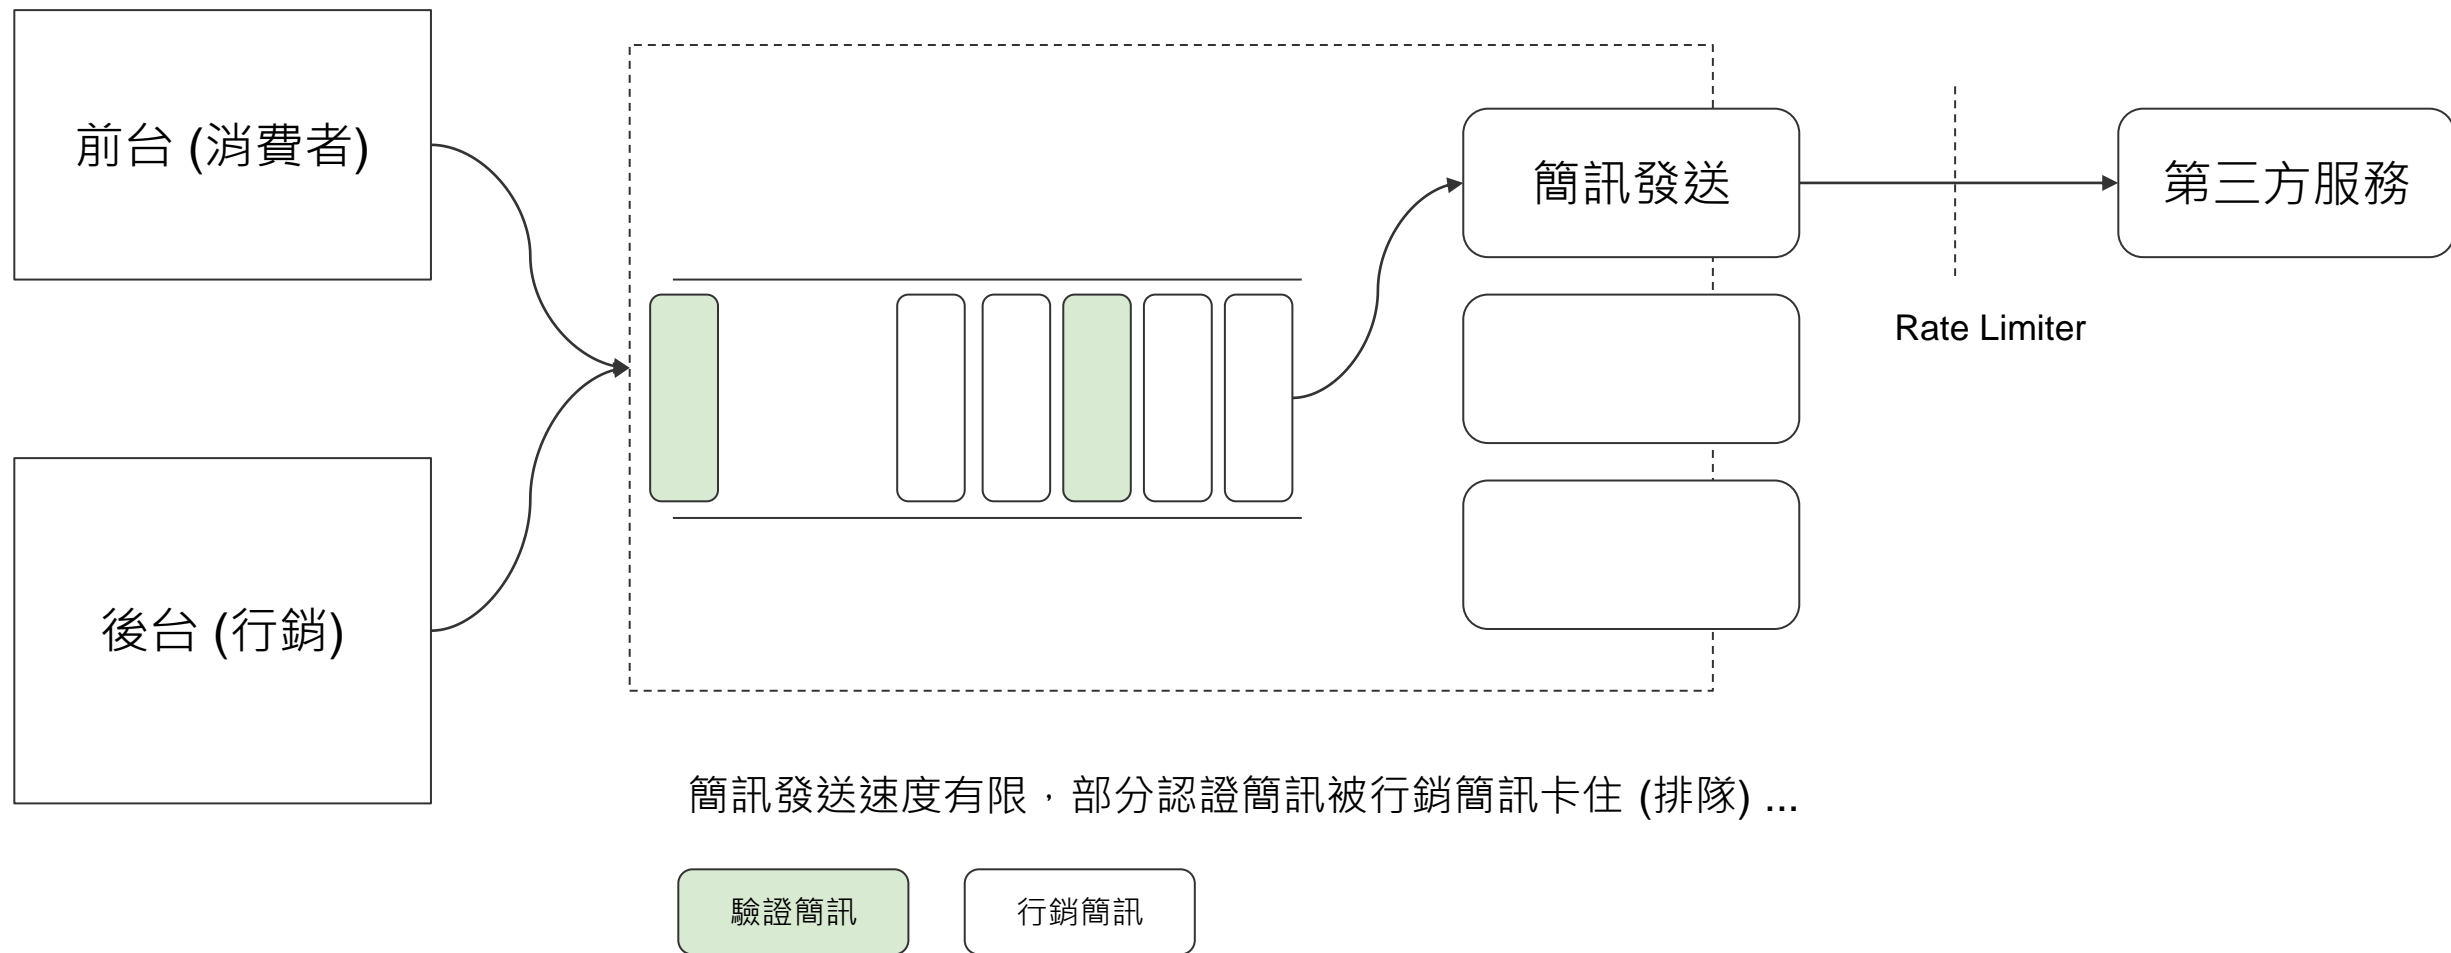 前台 (消費者)
簡訊發送
第三方服務
Rate Limiter
後台 (行銷)
簡訊發送速度有限，部分認證簡訊被行銷簡訊卡住 (排隊) ...
驗證簡訊
行銷簡訊